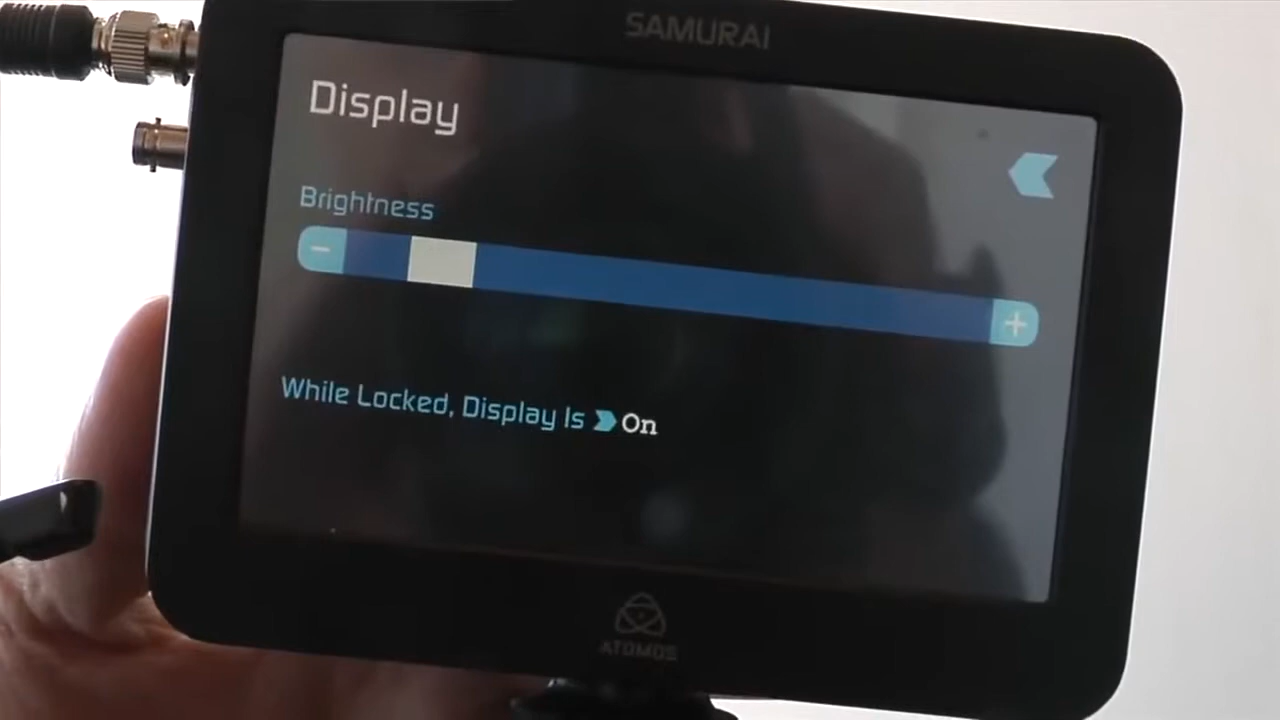 SAMURAI
Display
Brightness
While Locked, Display Is On
ATOMOS